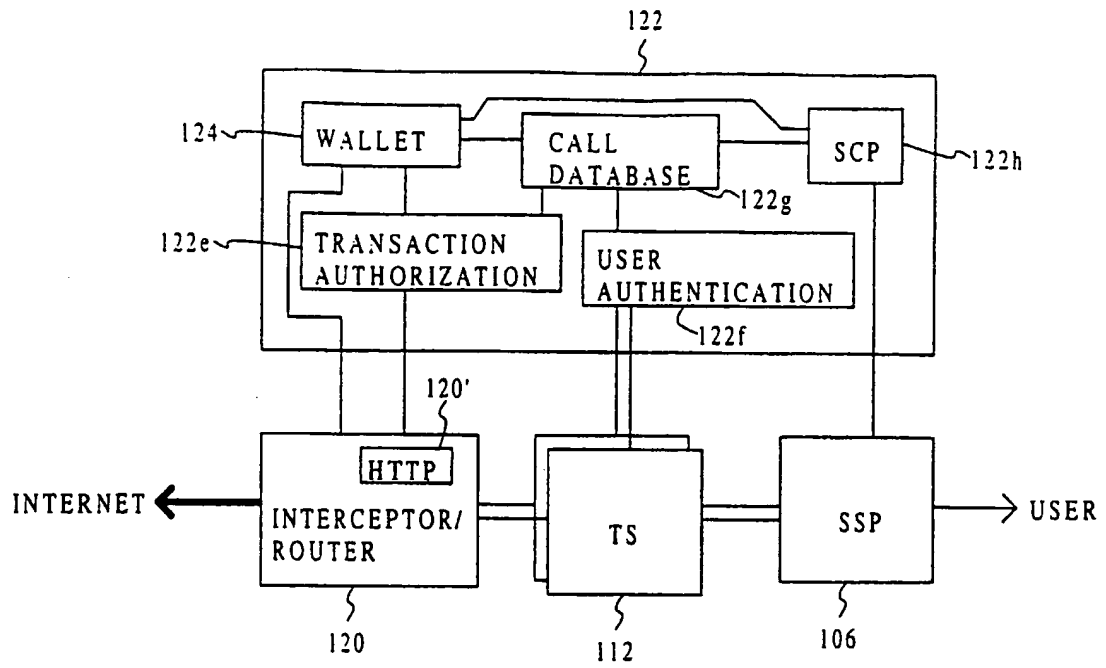 122
124
WALLET
CALL
DATABASE
SCP
122h
122g
122e
TRANSACTION
AUTHORIZATION
USER
AUTHENTICATION
122f
120'
HTTP
INTERNET
INTERCEPTOR/
ROUTER
TS
SSP
USER
120
112
106